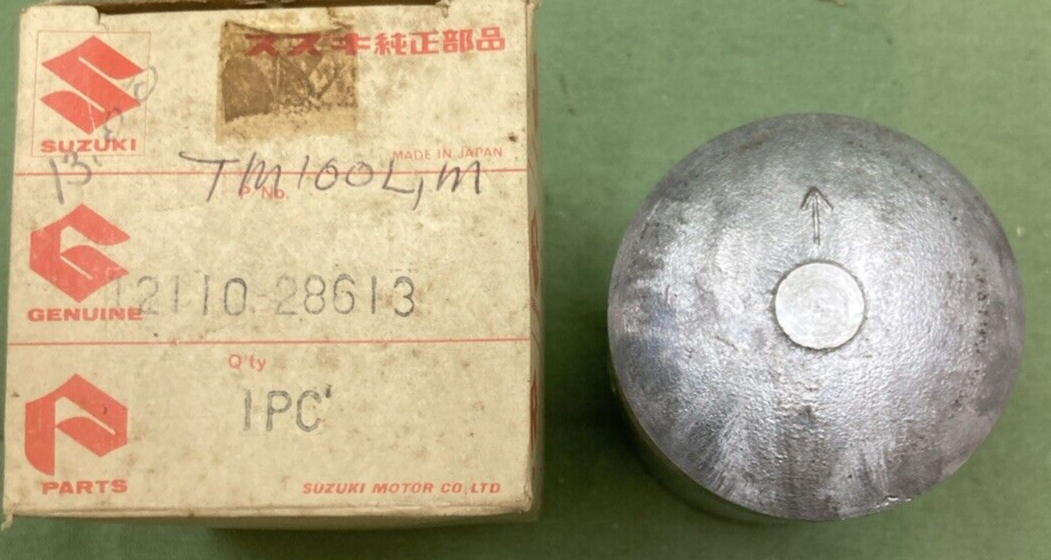 スズキ純正部品
SUZUKI
MADE IN JAPAN
13.
TM100L,M
P No.
GENUINE
12110-28613
Q'ty
1PC'
PARTS
SUZUKI MOTOR CO.,LTD